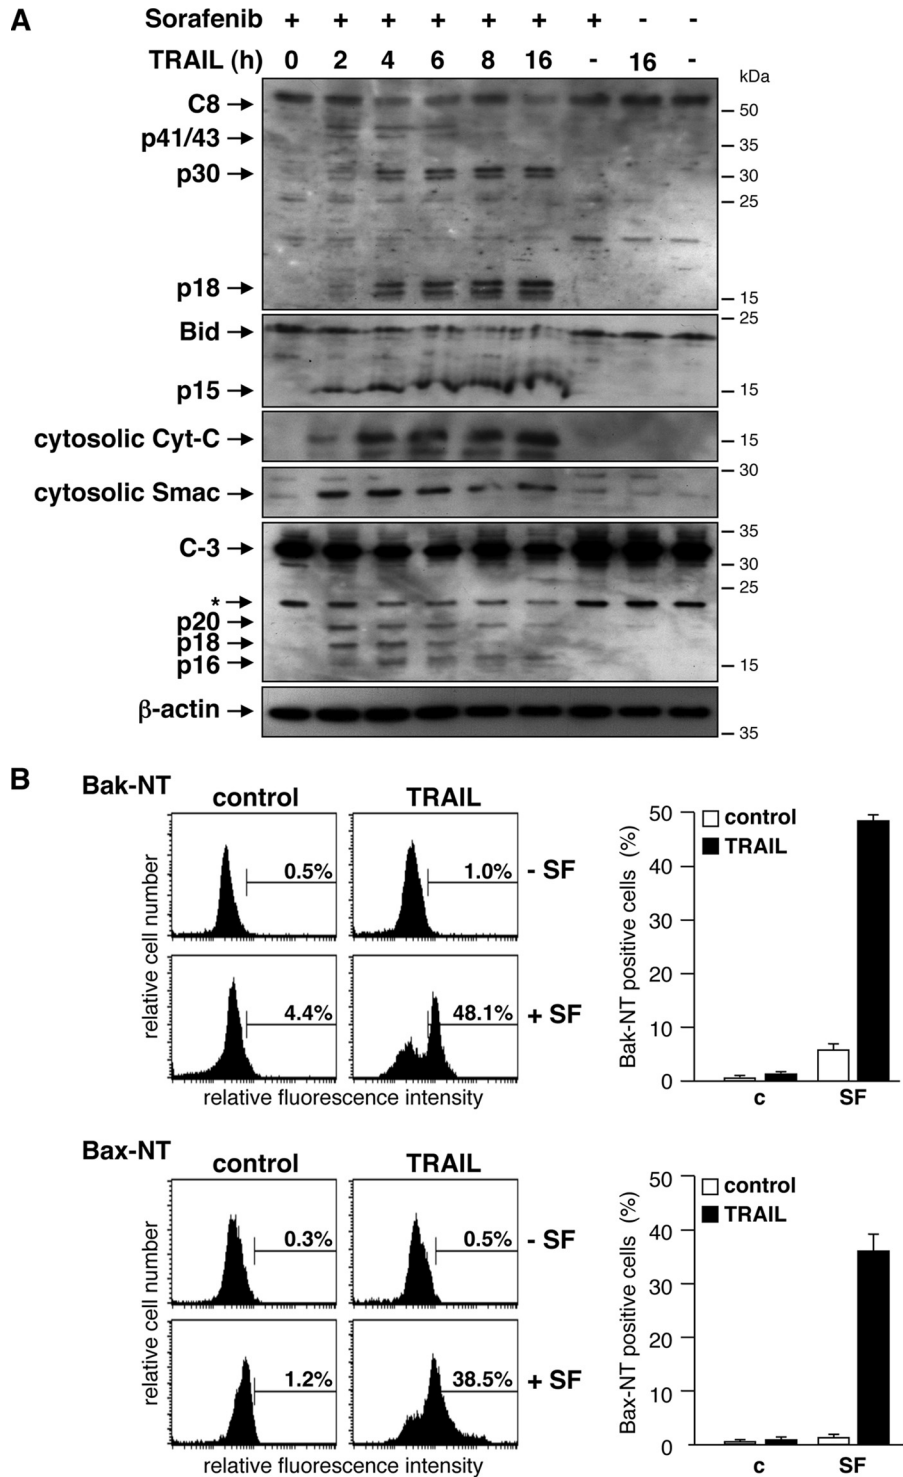 A
Sorafenib + + + + + + + - -
TRAIL (h) 0 2 4 6 8 16 - 16 -
kDa
C8
50
p41/43
35
p30
30
25
p18
15
Bid
25
p15
15
cytosolic Cyt-C
15
30
cytosolic Smac
C-3
35
30
25
*
p20
p18
p16
15
β-actin
35
B
Bak-NT
control TRAIL
relative cell number
0.5% 1.0% - SF
4.4% 48.1% + SF
relative fluorescence intensity
Bak-NT positive cells (%)
50
40
30
20
10
0
control
TRAIL
c SF
Bax-NT
control TRAIL
relative cell number
0.3% 0.5% - SF
1.2% 38.5% + SF
relative fluorescence intensity
Bax-NT positive cells (%)
50
40
30
20
10
0
control
TRAIL
c SF